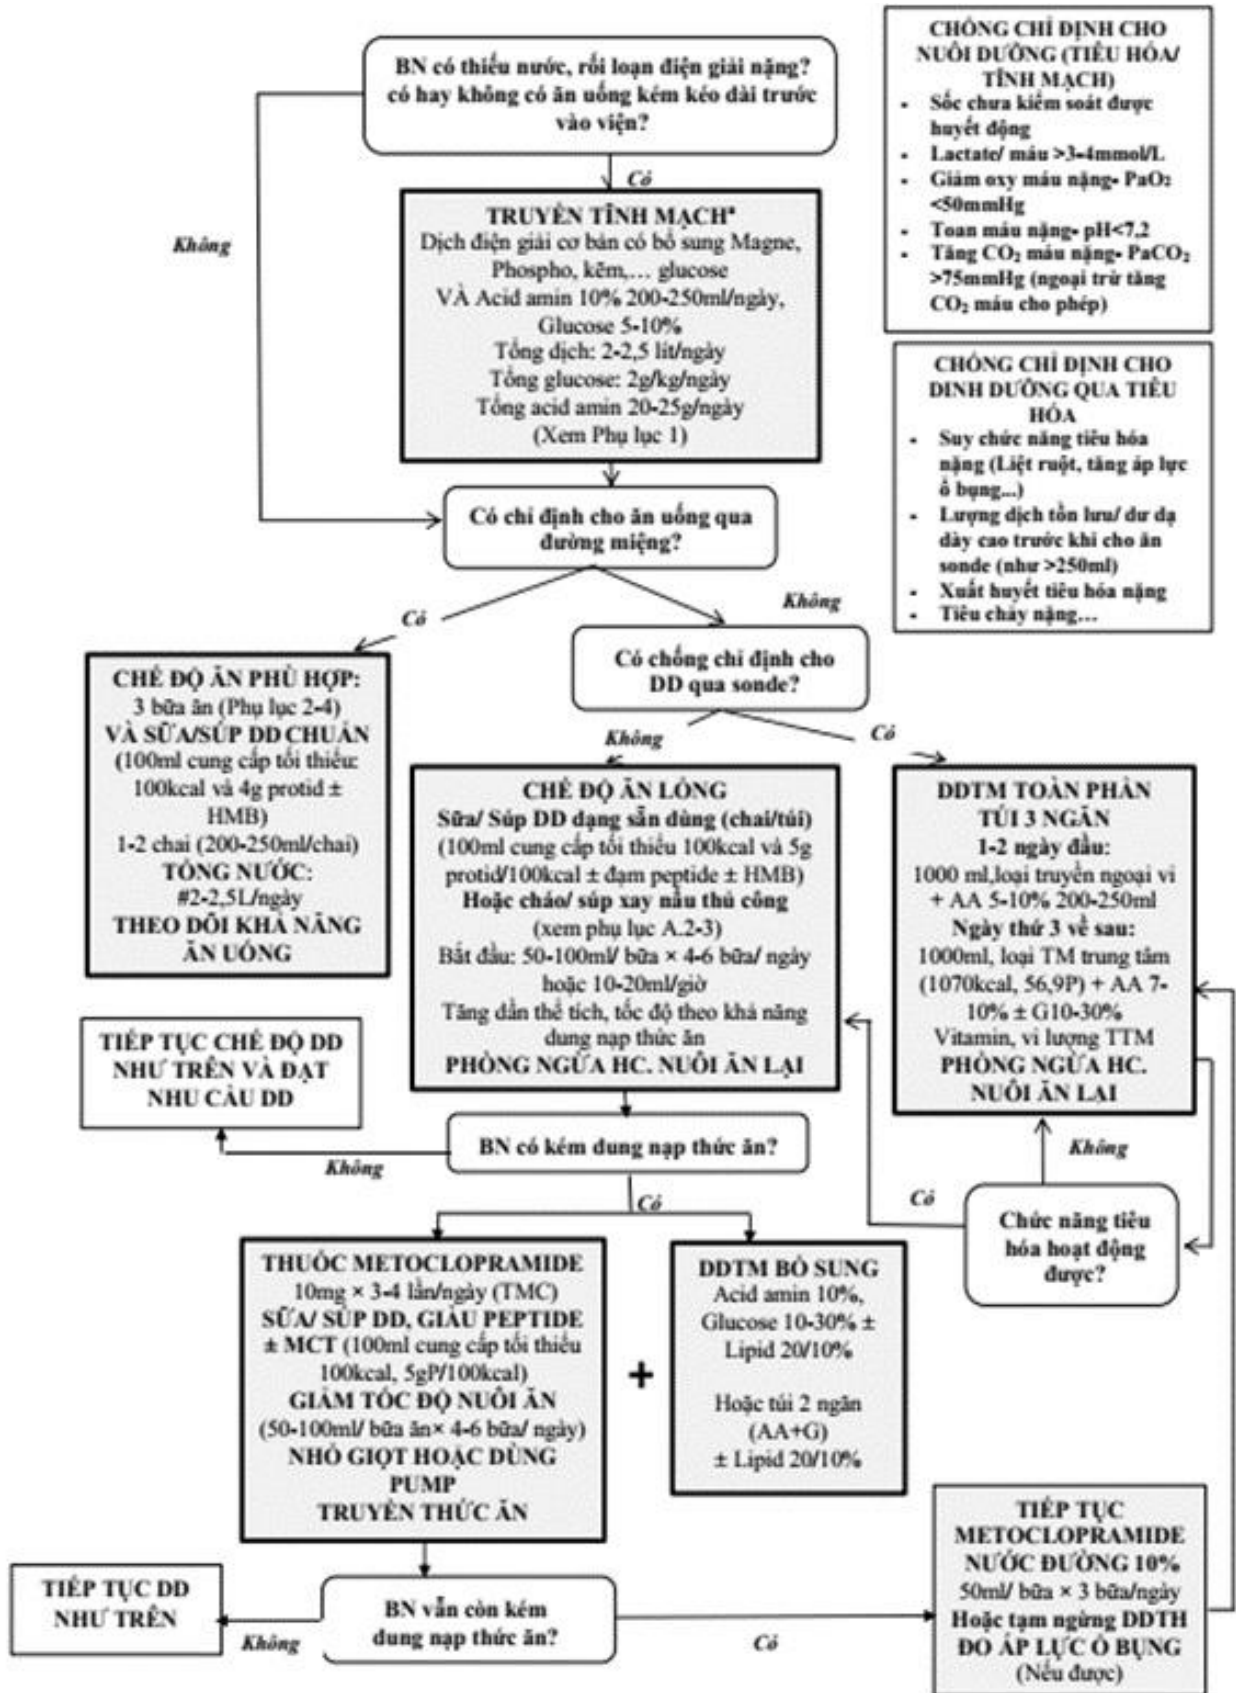 BN có thiếu nước, rối loạn điện giải nặng?
có hay không có ăn uống kém kéo dài trước
vào viện?
CHỐNG CHỈ ĐỊNH CHO
NUÔI DƯỠNG (TIÊU HÓA/
TĨNH MẠCH)
- Sốc chưa kiểm soát được
huyết động
- Lactate/ máu >3-4mmol/L
- Giảm oxy máu nặng- PaO₂
<50mmHg
- Toan máu nặng- pH<7,2
- Tăng CO₂ máu nặng- PaCO₂
>75mmHg (ngoại trừ tăng
CO₂ máu cho phép)
Có
Không
TRUYỀN TĨNH MẠCHª
Dịch điện giải cơ bản có bổ sung Magne,
Phospho, kẽm,… glucose
VÀ Acid amin 10% 200-250ml/ngày,
Glucose 5-10%
Tổng dịch: 2-2,5 lít/ngày
Tổng glucose: 2g/kg/ngày
Tổng acid amin 20-25g/ngày
(Xem Phụ lục 1)
CHỐNG CHỈ ĐỊNH CHO
DINH DƯỠNG QUA TIÊU
HÓA
- Suy chức năng tiêu hóa
nặng (Liệt ruột, tăng áp lực
ổ bụng...)
- Lượng dịch tồn lưu/ dư dạ
dày cao trước khi cho ăn
sonde (như >250ml)
- Xuất huyết tiêu hóa nặng
- Tiêu chảy nặng…
Có chỉ định cho ăn uống qua
đường miệng?
Có
Không
CHẾ ĐỘ ĂN PHÙ HỢP:
3 bữa ăn (Phụ lục 2-4)
VÀ SỮA/SÚP DD CHUẨN
(100ml cung cấp tối thiểu:
100kcal và 4g protid ±
HMB)
1-2 chai (200-250ml/chai)
TỔNG NƯỚC:
#2-2,5L/ngày
THEO DÕI KHẢ NĂNG
ĂN UỐNG
Có chống chỉ định cho
DD qua sonde?
Không
Có
CHẾ ĐỘ ĂN LỎNG
Sữa/ Súp DD dạng sẵn dùng (chai/túi)
(100ml cung cấp tối thiểu 100kcal và 5g
protid/100kcal ± đạm peptide ± HMB)
Hoặc cháo/ súp xay nấu thủ công
(xem phụ lục A.2-3)
Bắt đầu: 50-100ml/ bữa × 4-6 bữa/ ngày
hoặc 10-20ml/giờ
Tăng dần thể tích, tốc độ theo khả năng
dung nạp thức ăn
PHÒNG NGỪA HC. NUÔI ĂN LẠI
DDTM TOÀN PHẦN
TÚI 3 NGĂN
1-2 ngày đầu:
1000 ml,loại truyền ngoại vi
+ AA 5-10% 200-250ml
Ngày thứ 3 về sau:
1000ml, loại TM trung tâm
(1070kcal, 56,9P) + AA 7-
10% ± G10-30%
Vitamin, vi lượng TTM
PHÒNG NGỪA HC.
NUÔI ĂN LẠI
TIẾP TỤC CHẾ ĐỘ DD
NHƯ TRÊN VÀ ĐẠT
NHU CẦU DD
BN có kém dung nạp thức ăn?
Không
Có
Không
Có
Chức năng tiêu
hóa hoạt động
được?
THUỐC METOCLOPRAMIDE
10mg × 3-4 lần/ngày (TMC)
SỮA/ SÚP DD, GIÀU PEPTIDE
± MCT (100ml cung cấp tối thiểu
100kcal, 5gP/100kcal)
GIẢM TỐC ĐỘ NUÔI ĂN
(50-100ml/ bữa ăn× 4-6 bữa/ ngày)
NHỎ GIỌT HOẶC DÙNG
PUMP
TRUYỀN THỨC ĂN
+
DDTM BỔ SUNG
Acid amin 10%,
Glucose 10-30% ±
Lipid 20/10%
Hoặc túi 2 ngăn
(AA+G)
± Lipid 20/10%
TIẾP TỤC
METOCLOPRAMIDE
NƯỚC ĐƯỜNG 10%
50ml/ bữa × 3 bữa/ngày
Hoặc tạm ngừng DDTH
ĐO ÁP LỰC Ổ BỤNG
(Nếu được)
TIẾP TỤC DD
NHƯ TRÊN
BN vẫn còn kém
dung nạp thức ăn?
Không
Có